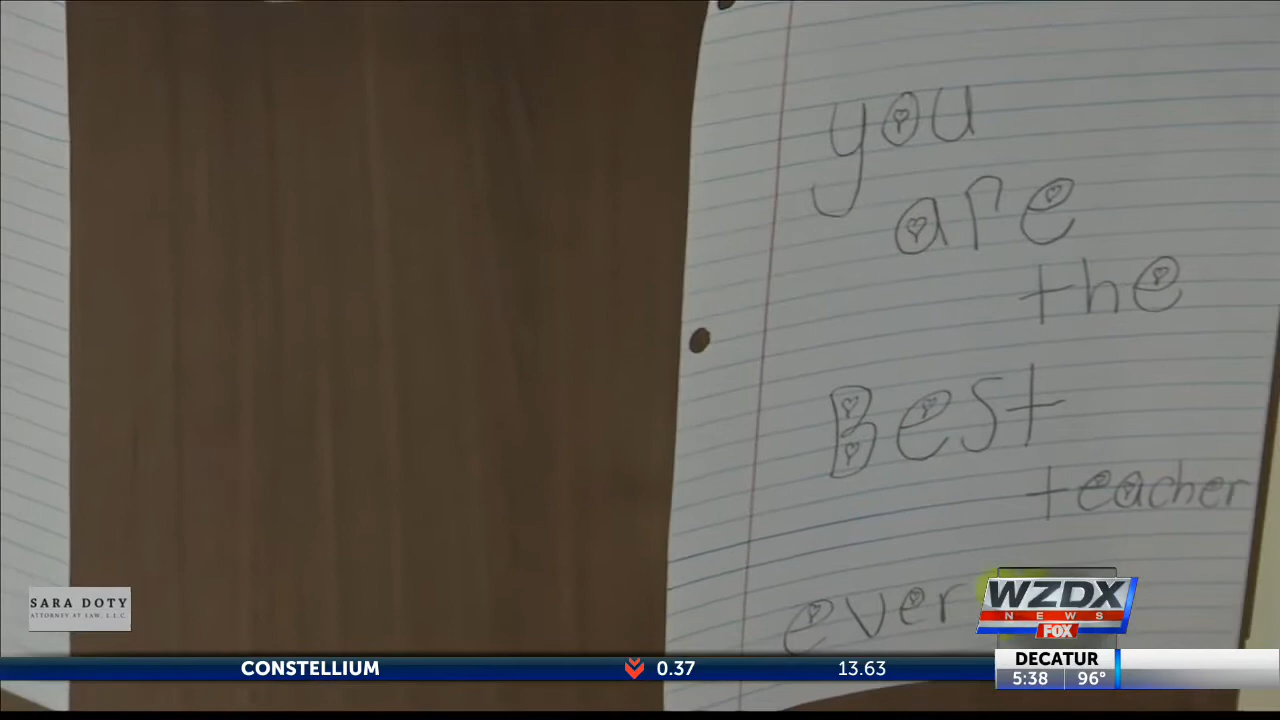 you
are
the
Best
teacher
ever
SARA DOTY
ATTORNEY AT LAW, L.L.C.
WZDX
NEWS
FOX
CONSTELLIUM 0.37 13.63
DECATUR
5:38 96°